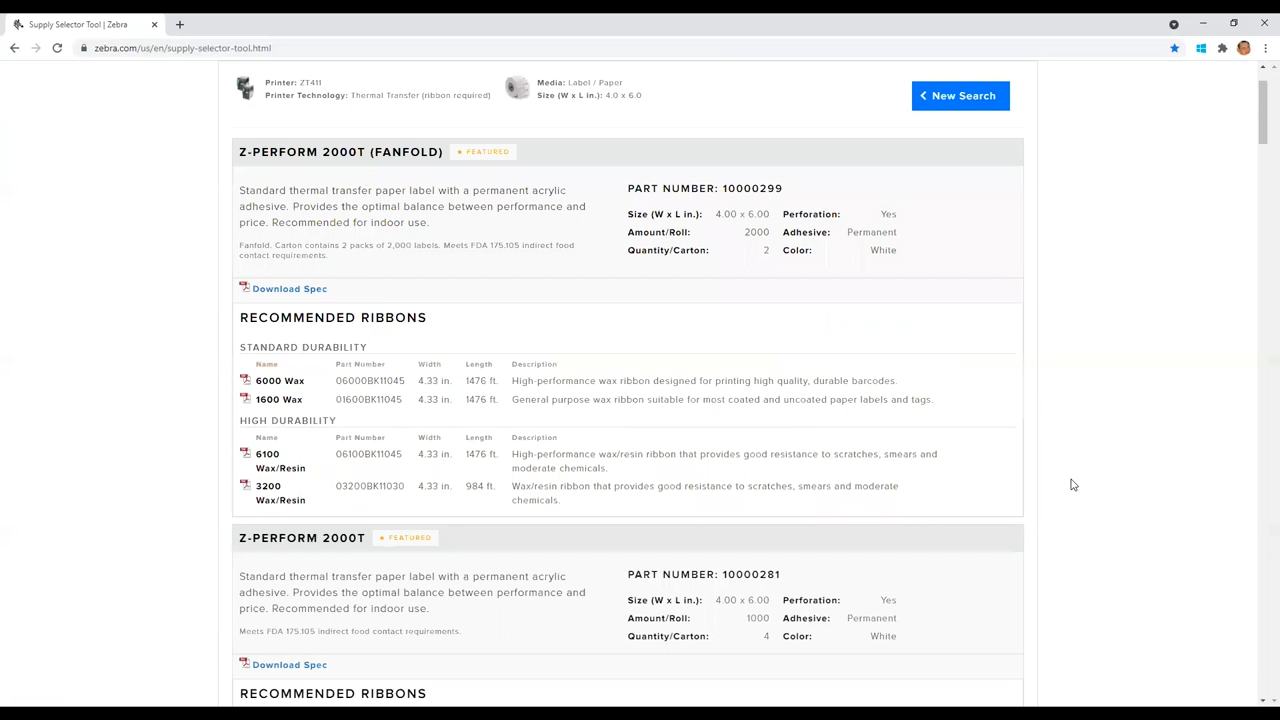 Supply Selector Tool | Zebra
zebra.com/us/en/supply-selector-tool.html
Printer: ZT411
Printer Technology: Thermal Transfer (ribbon required)
Media: Label / Paper
Size (W x L in.): 4.0 x 6.0
New Search
Z-PERFORM 2000T (FANFOLD) ★ FEATURED
Standard thermal transfer paper label with a permanent acrylic
adhesive. Provides the optimal balance between performance and
price. Recommended for indoor use.
Fanfold. Carton contains 2 packs of 2,000 labels. Meets FDA 175.105 indirect food
contact requirements.
PART NUMBER: 10000299
Size (W x L in.): 4.00 x 6.00 Perforation: Yes
Amount/Roll: 2000 Adhesive: Permanent
Quantity/Carton: 2 Color: White
Download Spec
RECOMMENDED RIBBONS
STANDARD DURABILITY
Name Part Number Width Length Description
6000 Wax 06000BK11045 4.33 in. 1476 ft. High-performance wax ribbon designed for printing high quality, durable barcodes.
1600 Wax 01600BK11045 4.33 in. 1476 ft. General purpose wax ribbon suitable for most coated and uncoated paper labels and tags.
HIGH DURABILITY
Name Part Number Width Length Description
6100 06100BK11045 4.33 in. 1476 ft. High-performance wax/resin ribbon that provides good resistance to scratches, smears and
Wax/Resin moderate chemicals.
3200 03200BK11030 4.33 in. 984 ft. Wax/resin ribbon that provides good resistance to scratches, smears and moderate
Wax/Resin chemicals.
Z-PERFORM 2000T ★ FEATURED
Standard thermal transfer paper label with a permanent acrylic
adhesive. Provides the optimal balance between performance and
price. Recommended for indoor use.
Meets FDA 175.105 indirect food contact requirements.
PART NUMBER: 10000281
Size (W x L in.): 4.00 x 6.00 Perforation: Yes
Amount/Roll: 1000 Adhesive: Permanent
Quantity/Carton: 4 Color: White
Download Spec
RECOMMENDED RIBBONS